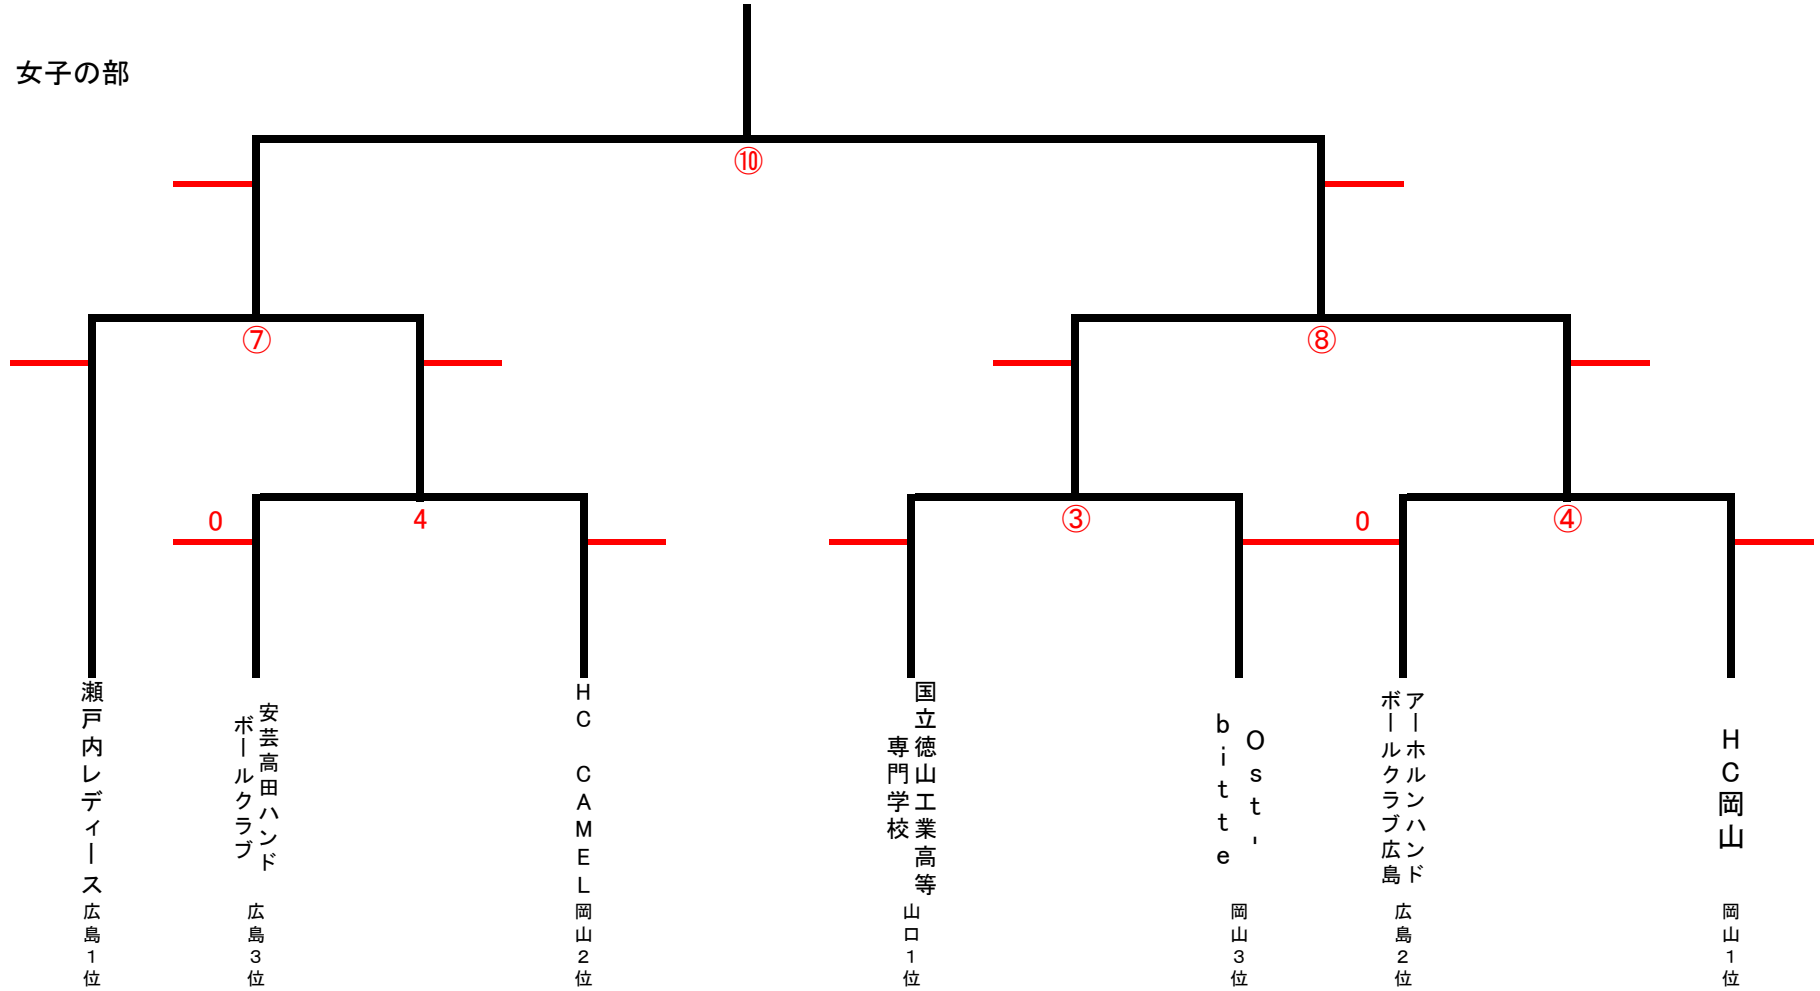 女子の部
⑩
⑦
⑧
0
4
③
0
④
瀬戸内レディース
広島1位
安芸高田ハンド
ボールクラブ
広島3位
HC CAMEL
岡山2位
国立徳山工業高等
専門学校
山口1位
Ost'
bitte
岡山3位
アーホルンハンド
ボールクラブ広島
広島2位
HC岡山
岡山1位